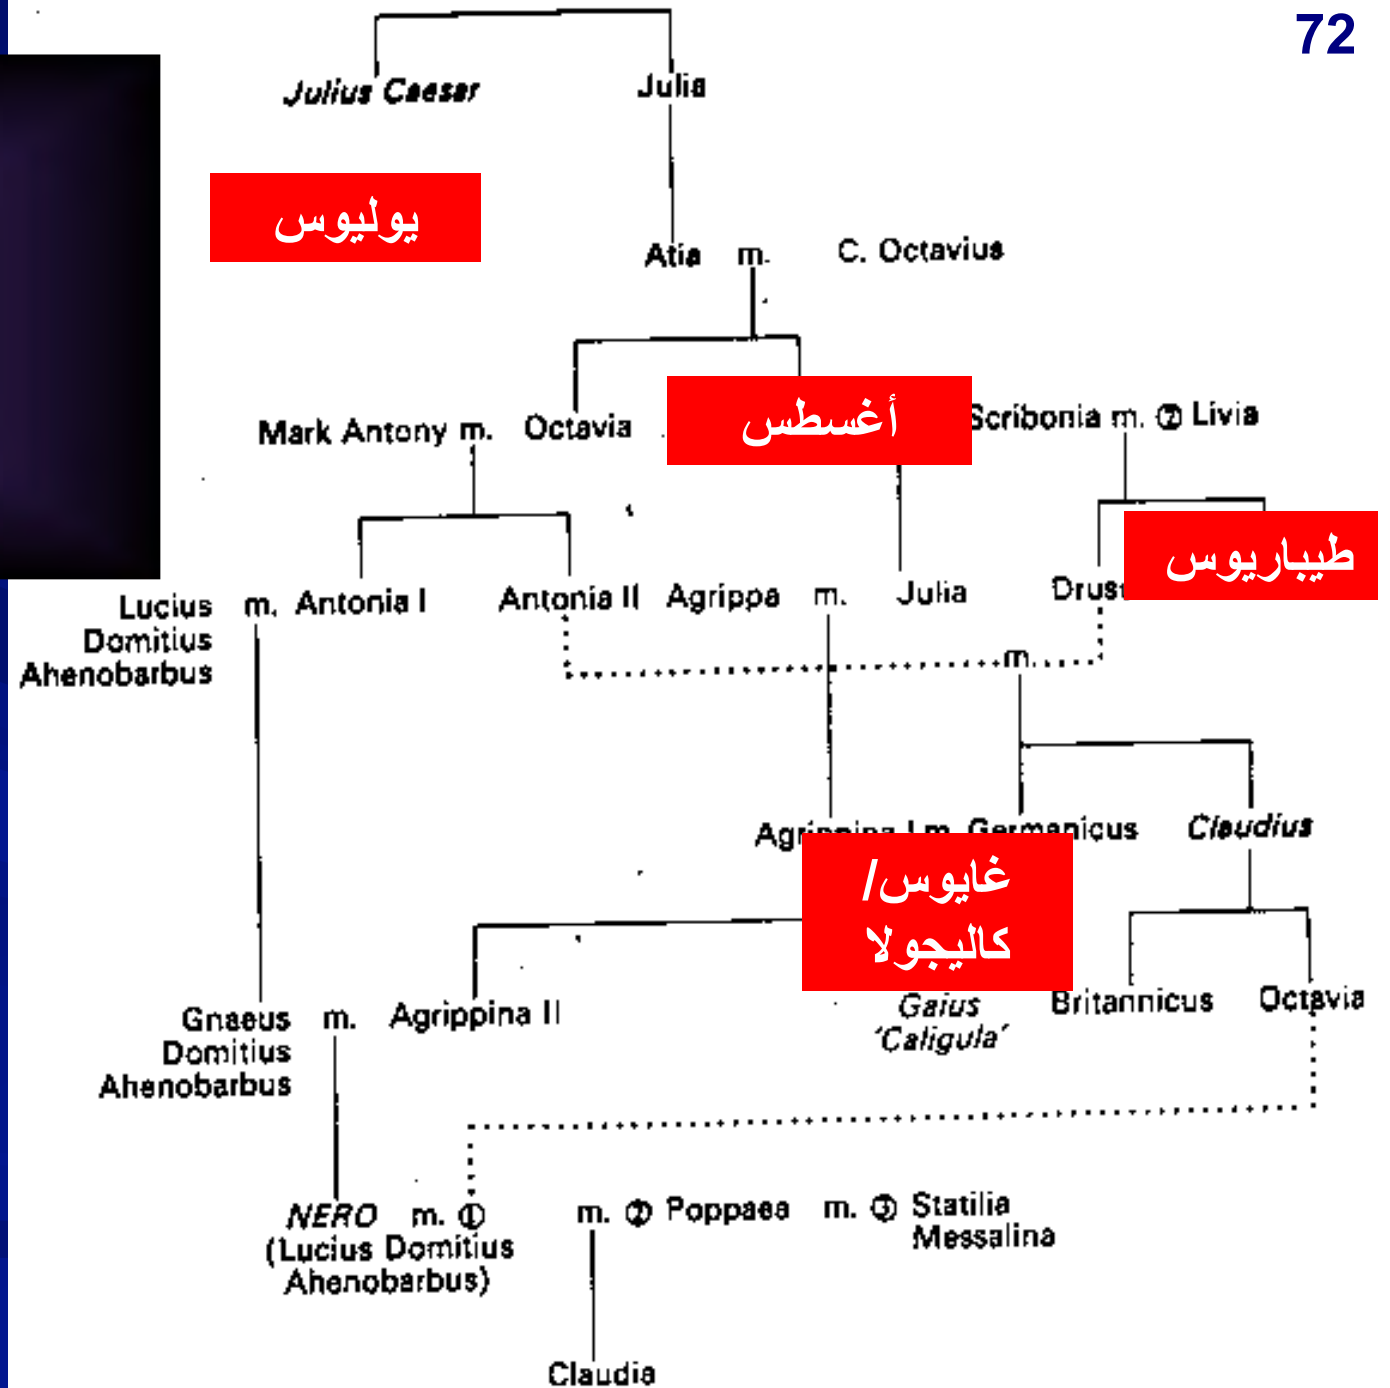 72
Julius Caesar Julia
يوليوس
Atia m. C. Octavius
Mark Antony m. Octavia أغسطس Scribonia m. ② Livia
طيباريوس
Lucius m. Antonia I Antonia II Agrippa m. Julia
Domitius
Ahenobarbus
m.
Germanicus Claudius
غايوس/
كاليجولا
Gnaeus m. Agrippina II Gaius Britannicus Octavia
Domitius 'Caligula'
Ahenobarbus
NERO m. ① m. ② Poppaea m. ③ Statilia
(Lucius Domitius Messalina
Ahenobarbus)
Claudia